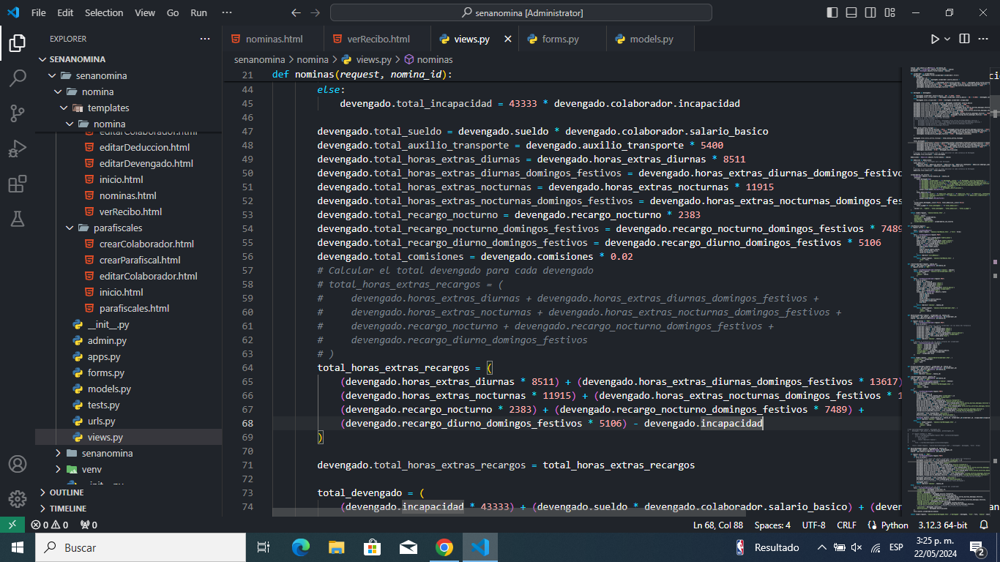 File Edit Selection View Go Run ··· senanomina [Administrator]
EXPLORER ···
nominas.html verRecibo.html views.py forms.py models.py
SENANOMINA
senanomina > nomina > views.py > nominas
senanomina
nomina
templates
nomina
editarColaborador.html
editarDeduccion.html
editarDevengado.html
inicio.html
nominas.html
verRecibo.html
parafiscales
crearColaborador.html
crearParafiscal.html
editarColaborador.html
inicio.html
parafiscales.html
__init__.py
admin.py
apps.py
forms.py
models.py
tests.py
urls.py
views.py
senanomina
venv
__init__.py
OUTLINE
TIMELINE
21 def nominas(request, nomina_id):
44 else:
45 devengado.total_incapacidad = 43333 * devengado.colaborador.incapacidad
46
47 devengado.total_sueldo = devengado.sueldo * devengado.colaborador.salario_basico
48 devengado.total_auxilio_transporte = devengado.auxilio_transporte * 5400
49 devengado.total_horas_extras_diurnas = devengado.horas_extras_diurnas * 8511
50 devengado.total_horas_extras_diurnas_domingos_festivos = devengado.horas_extras_diurnas_domingos_festivo
51 devengado.total_horas_extras_nocturnas = devengado.horas_extras_nocturnas * 11915
52 devengado.total_horas_extras_nocturnas_domingos_festivos = devengado.horas_extras_nocturnas_domingos_fes
53 devengado.total_recargo_nocturno = devengado.recargo_nocturno * 2383
54 devengado.total_recargo_nocturno_domingos_festivos = devengado.recargo_nocturno_domingos_festivos * 7489
55 devengado.total_recargo_diurno_domingos_festivos = devengado.recargo_diurno_domingos_festivos * 5106
56 devengado.total_comisiones = devengado.comisiones * 0.02
57 # Calcular el total devengado para cada devengado
58 # total_horas_extras_recargos = (
59 #     devengado.horas_extras_diurnas + devengado.horas_extras_diurnas_domingos_festivos +
60 #     devengado.horas_extras_nocturnas + devengado.horas_extras_nocturnas_domingos_festivos +
61 #     devengado.recargo_nocturno + devengado.recargo_nocturno_domingos_festivos +
62 #     devengado.recargo_diurno_domingos_festivos
63 # )
64 total_horas_extras_recargos = (
65 (devengado.horas_extras_diurnas * 8511) + (devengado.horas_extras_diurnas_domingos_festivos * 13617)
66 (devengado.horas_extras_nocturnas * 11915) + (devengado.horas_extras_nocturnas_domingos_festivos * 1
67 (devengado.recargo_nocturno * 2383) + (devengado.recargo_nocturno_domingos_festivos * 7489) +
68 (devengado.recargo_diurno_domingos_festivos * 5106) - devengado.incapacidad
69 )
70
71 devengado.total_horas_extras_recargos = total_horas_extras_recargos
72
73 total_devengado = (
74 (devengado.incapacidad * 43333) + (devengado.sueldo * devengado.colaborador.salario_basico) + (deven
0 0 0 Ln 68, Col 88 Spaces: 4 UTF-8 CRLF Python 3.12.3 64-bit
Buscar Resultado ESP 3:25 p. m.
22/05/2024 2